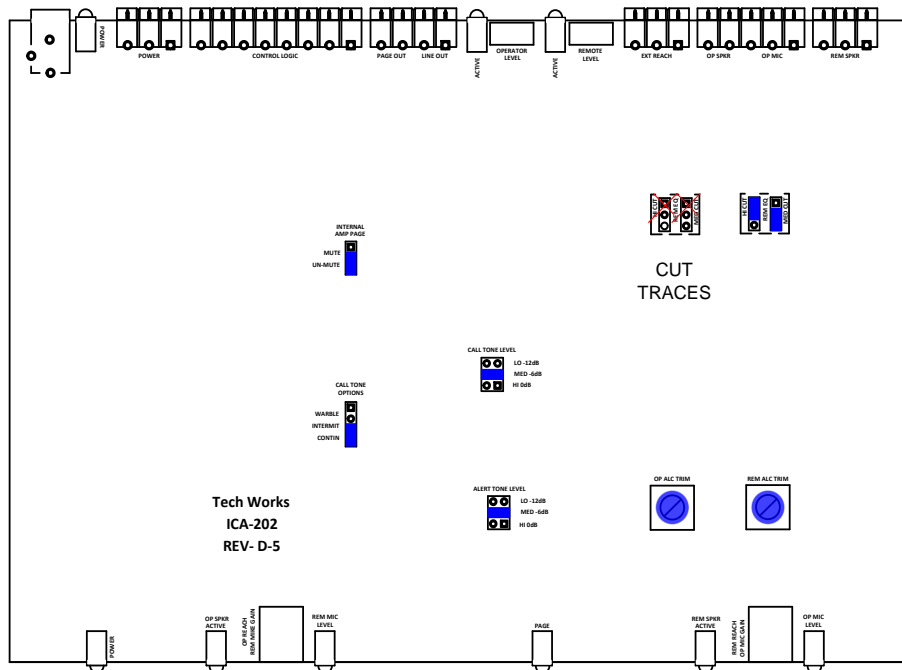 POWER
POWER
CONTROL LOGIC
PAGE OUT
LINE OUT
ACTIVE
OPERATOR
LEVEL
ACTIVE
REMOTE
LEVEL
EXT REACH
OP SPKR
OP MIC
REM SPKR
HI CUT
REM EQ
MED CUT
HI CUT
REM EQ
MED CUT
CUT
TRACES
INTERNAL
AMP PAGE
MUTE
UN-MUTE
CALL TONE LEVEL
LO -12dB
MED -6dB
HI 0dB
CALL TONE
OPTIONS
WARBLE
INTERMIT
CONTIN
ALERT TONE LEVEL
LO -12dB
MED -6dB
HI 0dB
OP ALC TRIM
REM ALC TRIM
Tech Works
ICA-202
REV- D-5
POWER
OP SPKR
ACTIVE
OP REACH
REM MIKE GAIN
REM MIC
LEVEL
PAGE
REM SPKR
ACTIVE
REM REACH
OP MIC GAIN
OP MIC
LEVEL